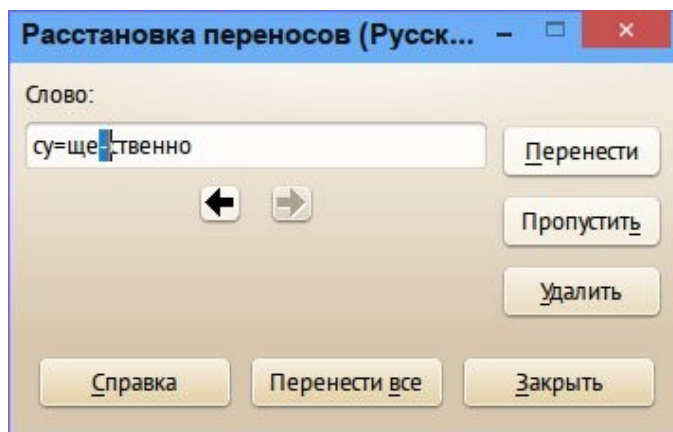 Расстановка переносов (Русск...
Слово:
су=ще-ственно
Перенести
Пропустить
Удалить
Справка
Перенести все
Закрыть